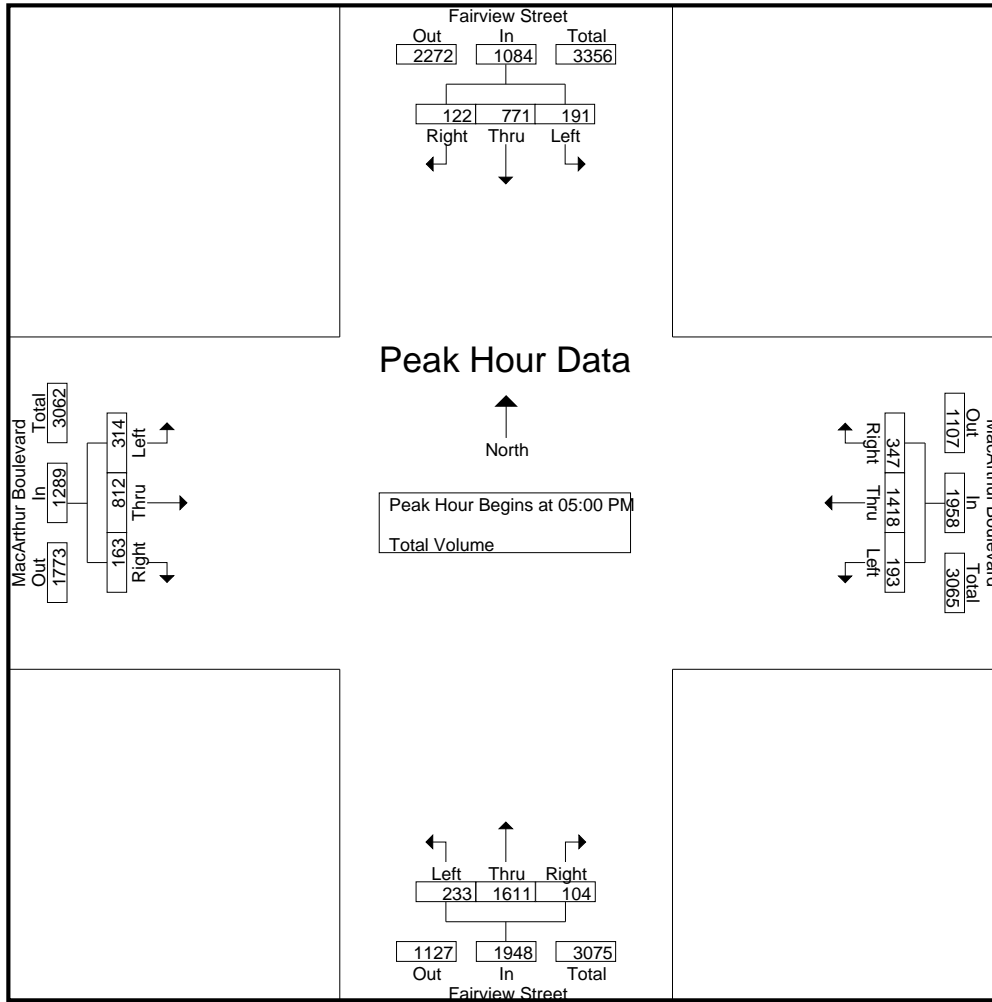 Fairview Street
Out In Total
2272 1084 3356
122 771 191
Right Thru Left
Peak Hour Data
North
Peak Hour Begins at 05:00 PM
Total Volume
MacArthur Boulevard
Out In Total
1773 1289 3062
163 812 314
Right Thru Left
MacArthur Boulevard
Out In Total
1107 1958 3065
347 1418 193
Right Thru Left
Left Thru Right
233 1611 104
1127 1948 3075
Out In Total
Fairview Street